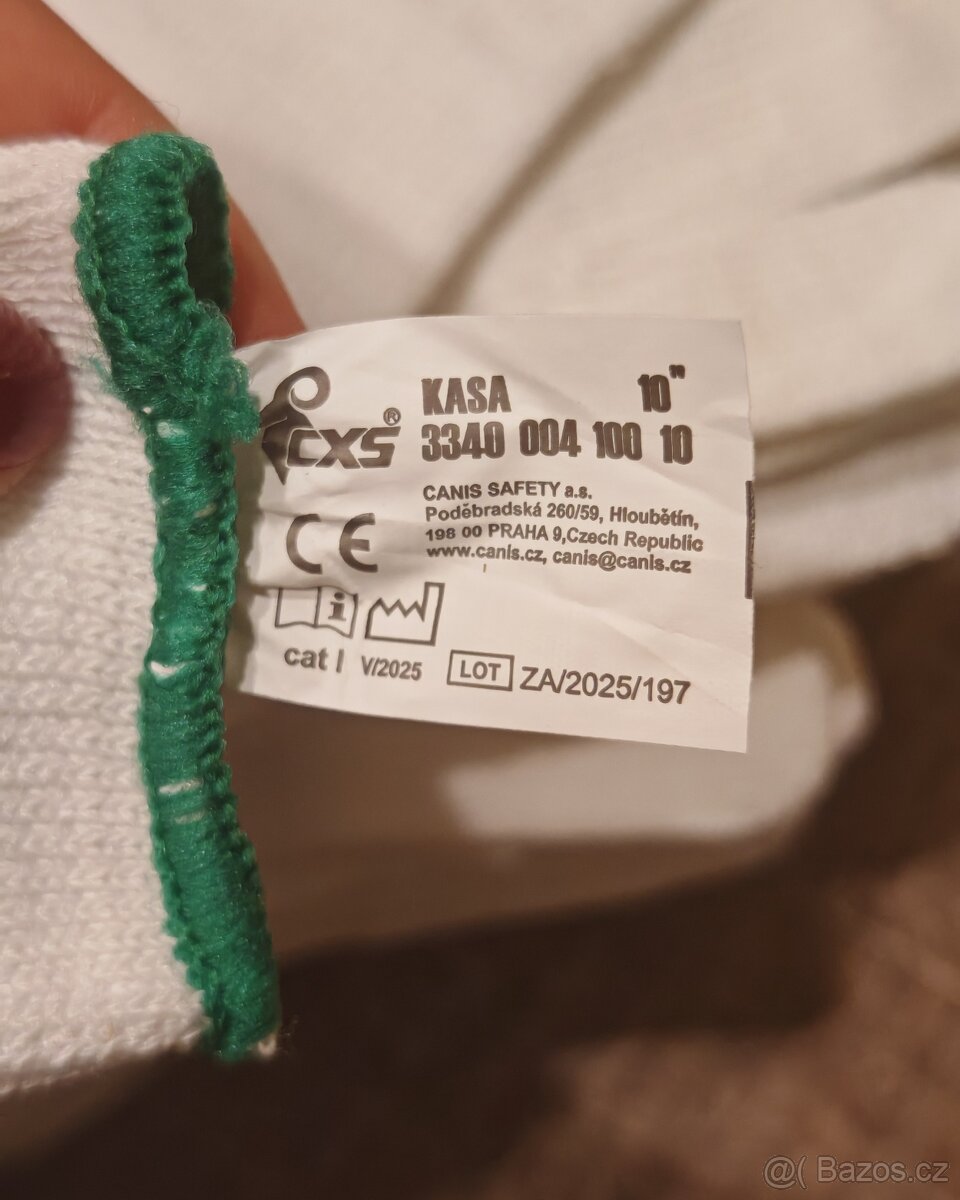 KASA 10"
CXS® 3340 004 100 10
CANIS SAFETY a.s.
Poděbradská 260/59, Hloubětín,
198 00 PRAHA 9,Czech Republic
www.canis.cz, canis@canis.cz
CE
i
cat I V/2025 LOT ZA/2025/197
@( Bazos.cz